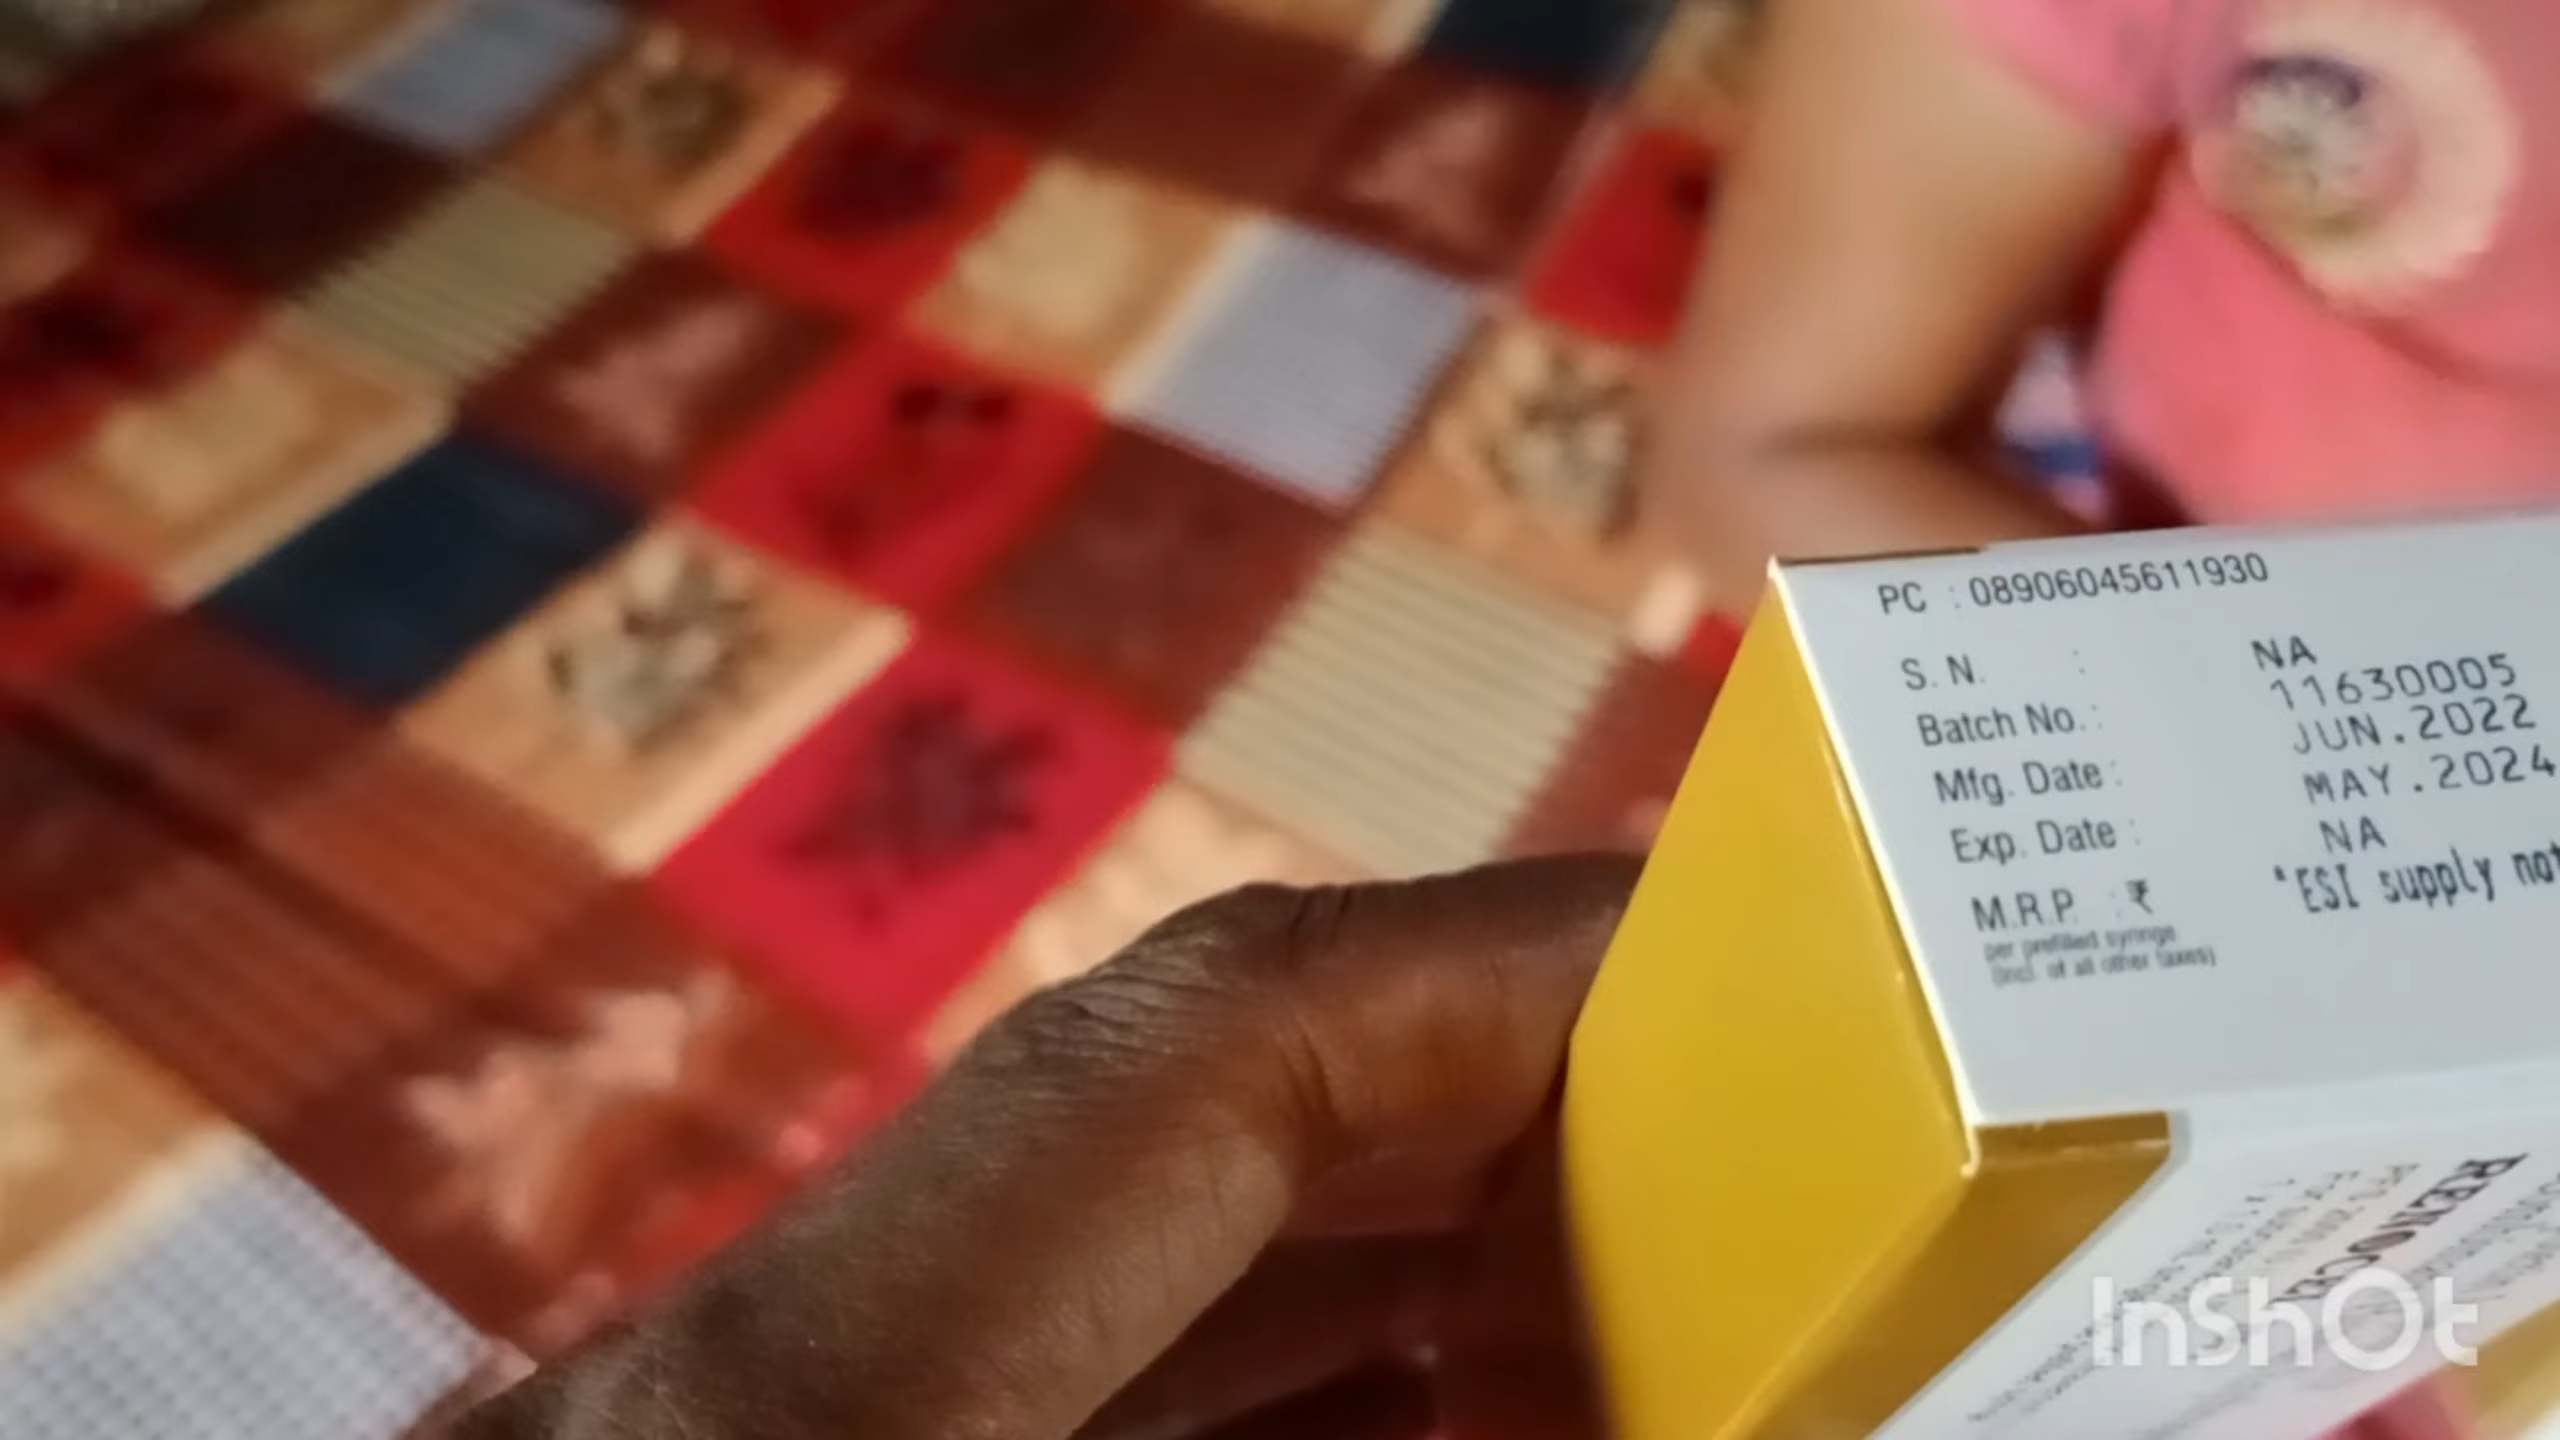 PC : 08906045611930
S. N. : NA
Batch No. : 11630005
Mfg. Date : JUN.2022
Exp. Date : MAY.2024
M.R.P. : ₹ NA
per prefilled syringe
(incl. of all other taxes)
*ESI supply not
InShOt